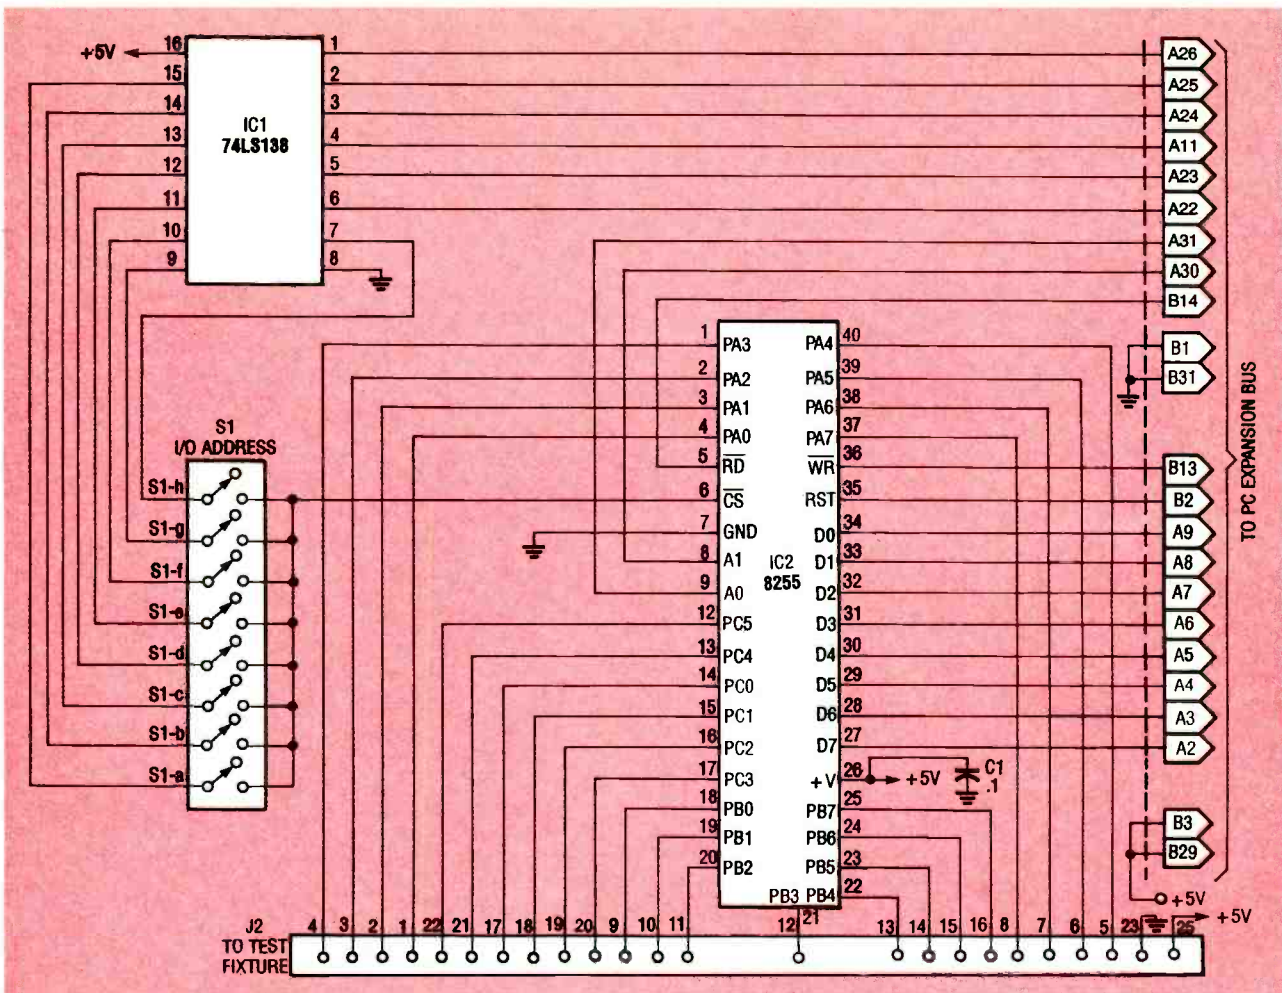 +5V
16
15
14
13
12
11
10
9
IC1
74LS138
1
2
3
4
5
6
7
8
A26
A25
A24
A11
A23
A22
A31
A30
B14
B1
B31
B13
B2
A9
A8
A7
A6
A5
A4
A3
A2
B3
B29
+5V
TO PC EXPANSION BUS
S1
I/O ADDRESS
S1-h
S1-g
S1-f
S1-e
S1-d
S1-c
S1-b
S1-a
1 PA3
2 PA2
3 PA1
4 PA0
5 RD
6 CS
7 GND
8 A1
9 A0
12 PC5
13 PC4
14 PC0
15 PC1
16 PC2
17 PC3
18 PB0
19 PB1
20 PB2
IC2
8255
PA4 40
PA5 39
PA6 38
PA7 37
WR 36
RST 35
D0 34
D1 33
D2 32
D3 31
D4 30
D5 29
D6 28
D7 27
+V 26
PB7 25
PB6 24
PB5 23
PB4 22
PB3 21
+5V
C1
.1
J2
TO TEST
FIXTURE
4 3 2 1 22 21 17 18 19 20 9 10 11 12 13 14 15 16 8 7 6 5 23 25
+5V